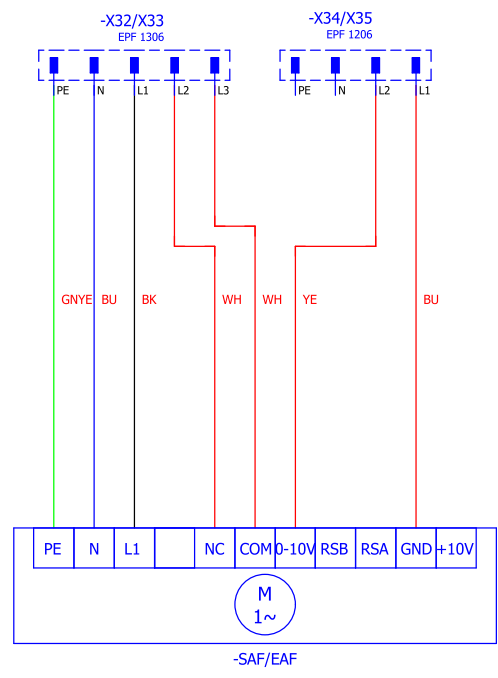 -X32/X33
EPF 1306
-X34/X35
EPF 1206
PE N L1 L2 L3 PE N L2 L1
GNYE BU BK WH WH YE BU
PE N L1 NC COM 0-10V RSB RSA GND +10V
M
1~
-SAF/EAF